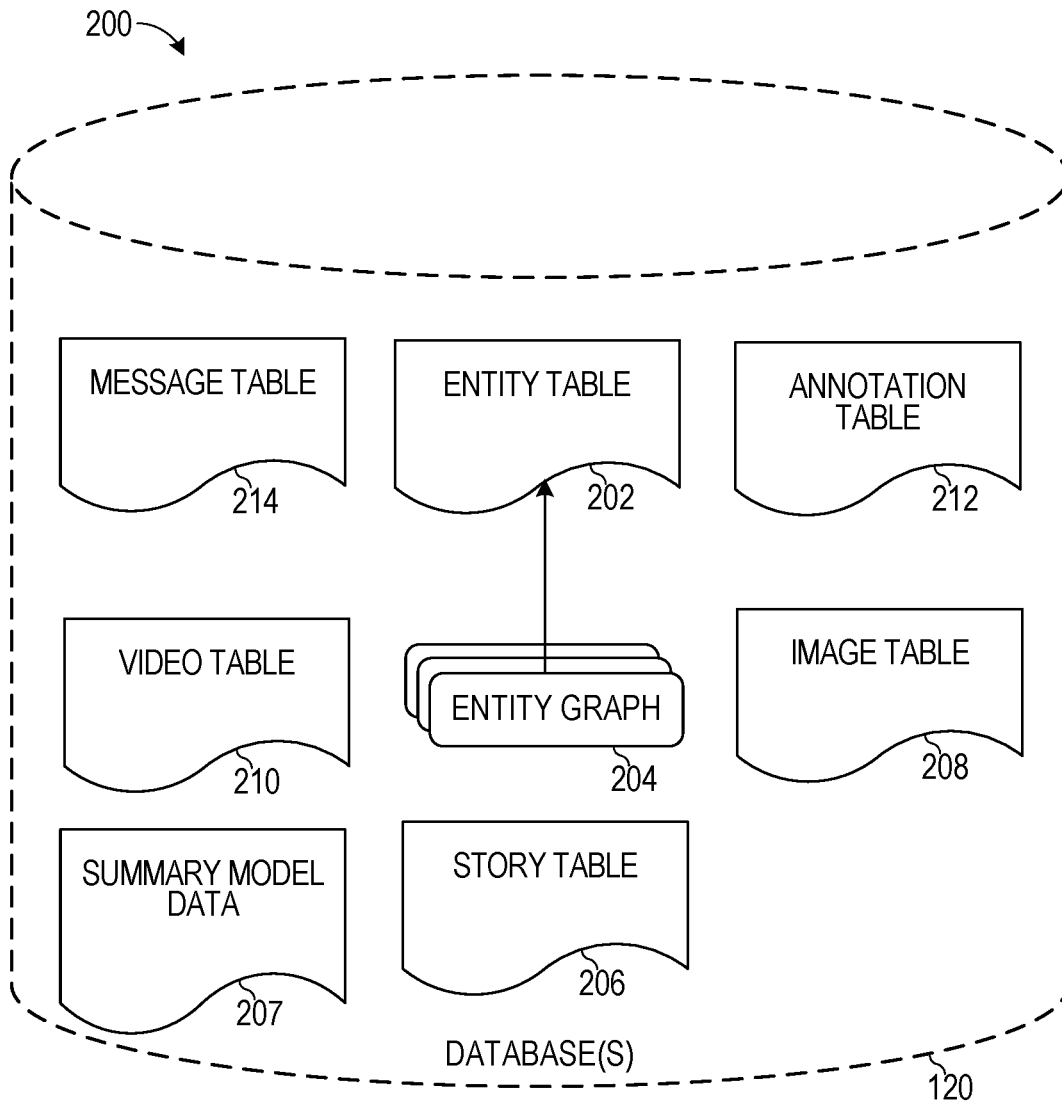 200
MESSAGE TABLE
214
ENTITY TABLE
202
ANNOTATION
TABLE
212
VIDEO TABLE
210
ENTITY GRAPH
204
IMAGE TABLE
208
SUMMARY MODEL
DATA
207
STORY TABLE
206
DATABASE(S)
120